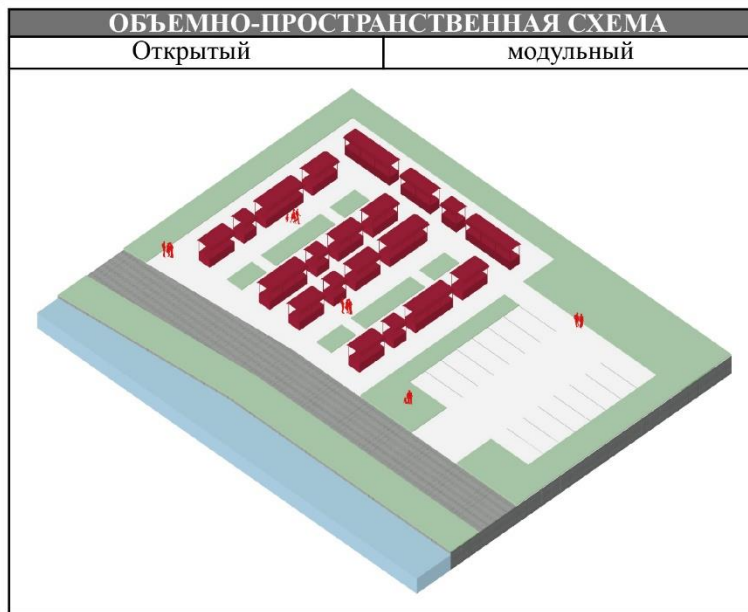 ОБЪЕМНО-ПРОСТРАНСТВЕННАЯ СХЕМА
Открытый
модульный